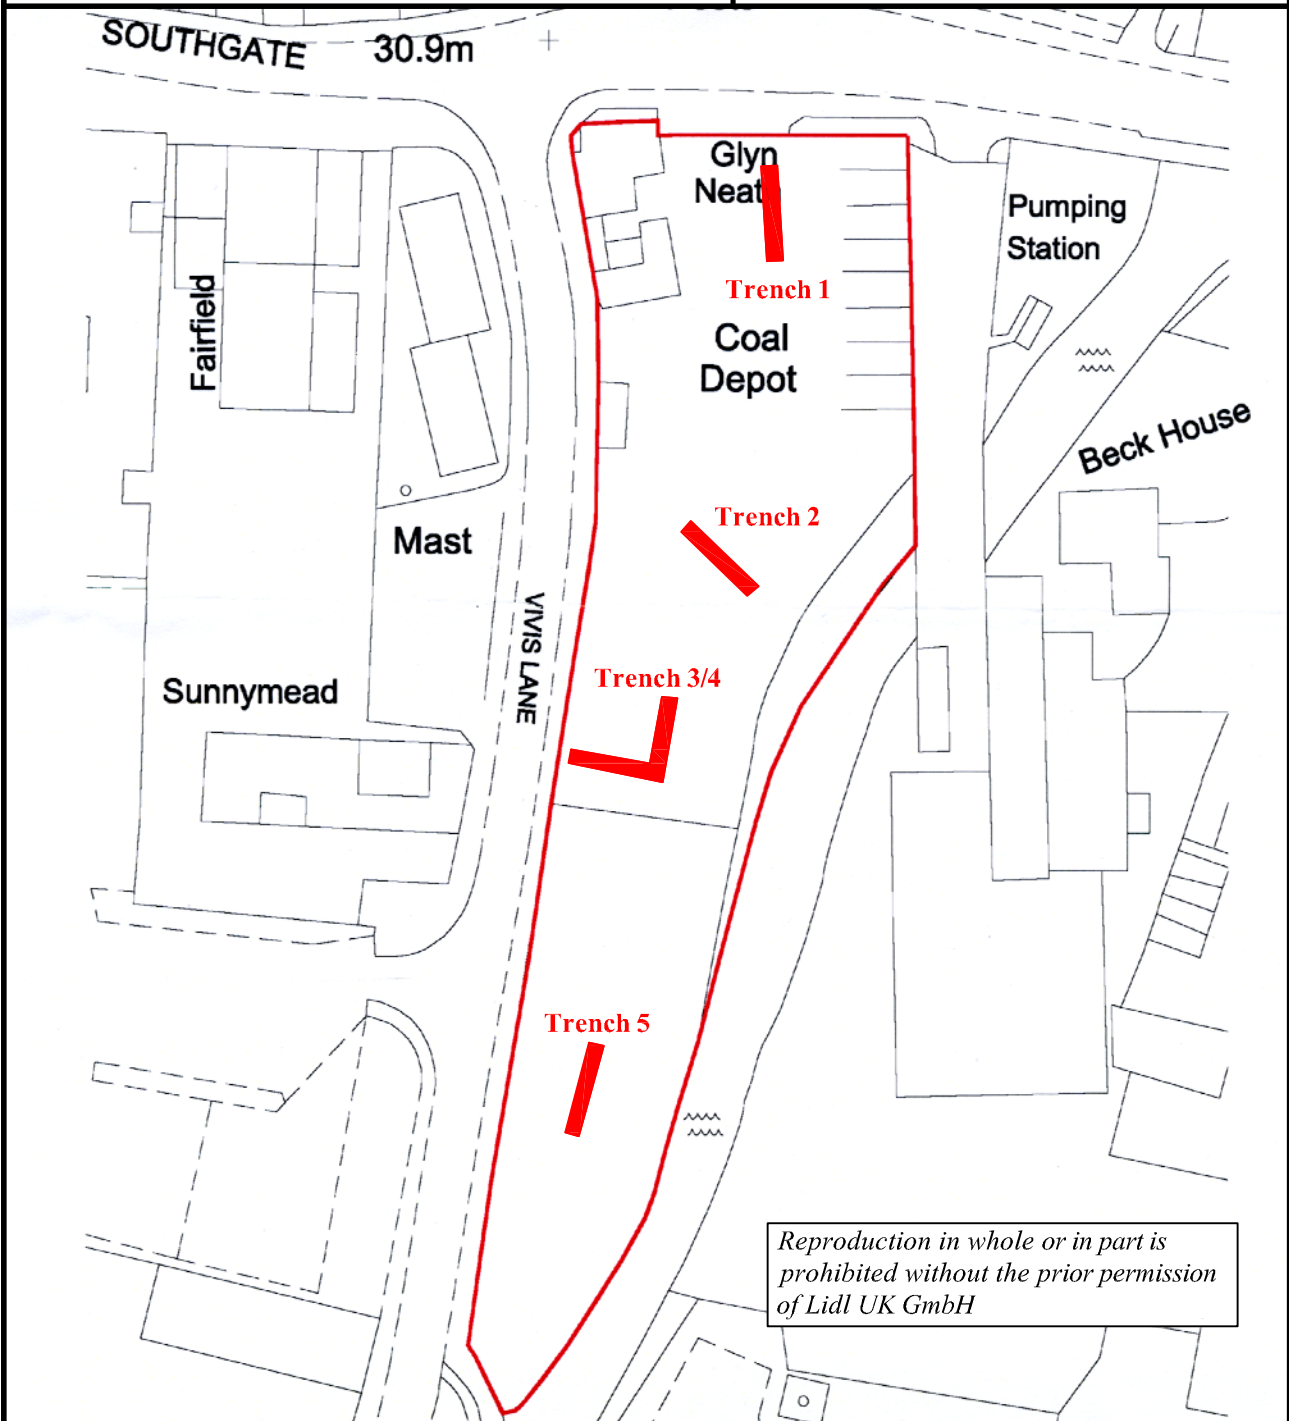 SOUTHGATE
30.9m
Glyn
Neat
Trench 1
Pumping
Station
Fairfield
Coal
Depot
Beck House
Trench 2
Mast
VIVIS LANE
Trench 3/4
Sunnymead
Trench 5
Reproduction in whole or in part is
prohibited without the prior permission
of Lidl UK GmbH